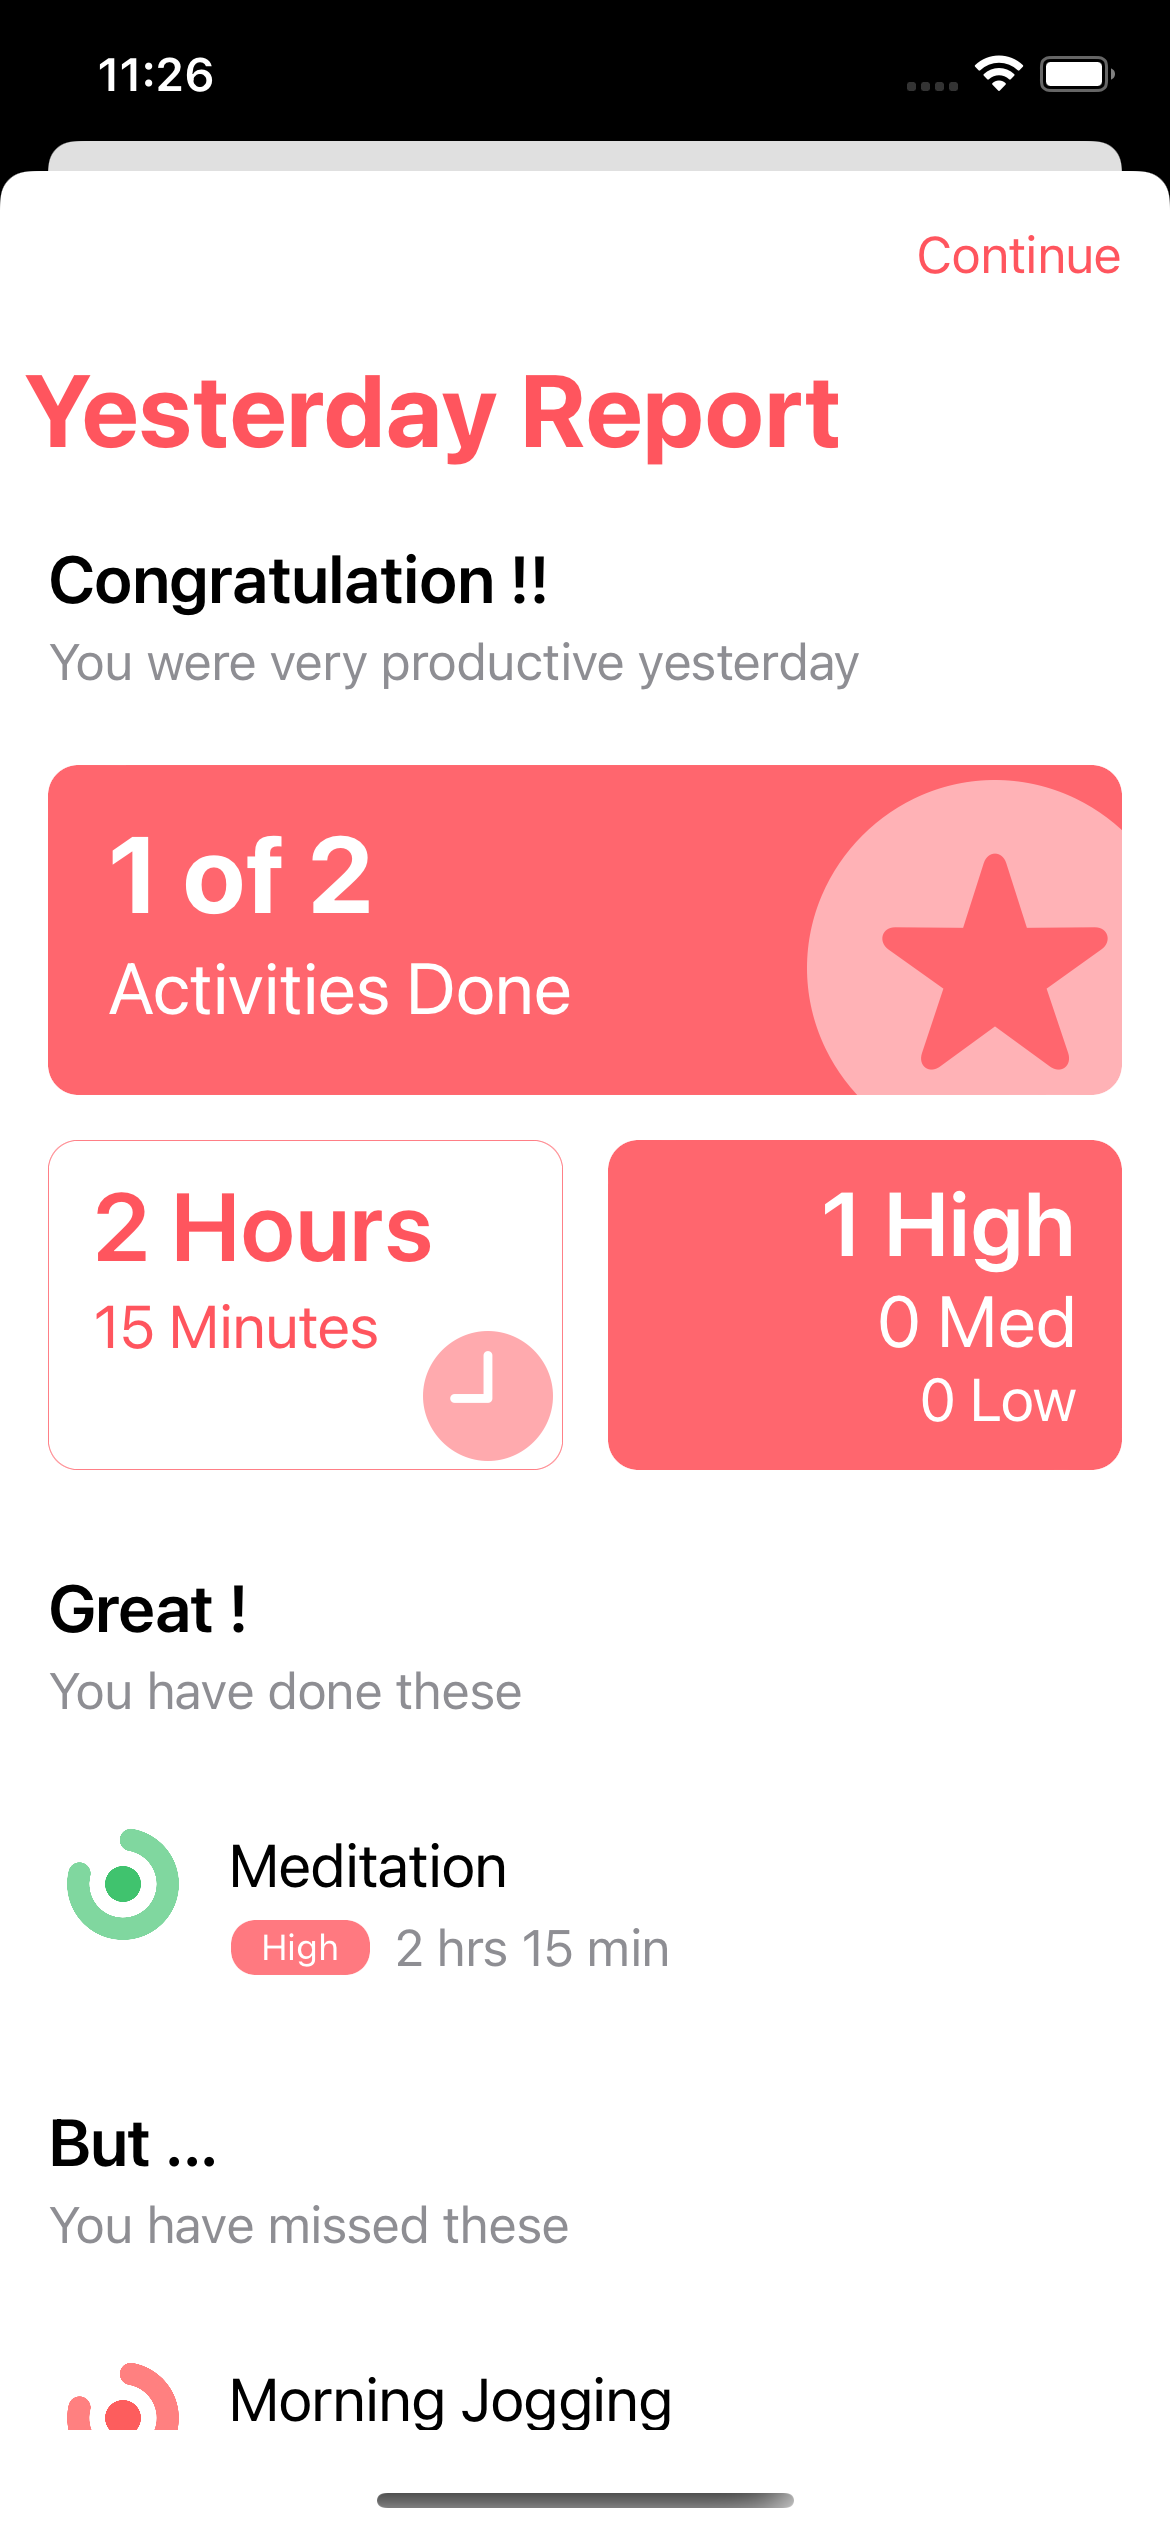 11:26
Continue
Yesterday Report
Congratulation !!
You were very productive yesterday
1 of 2
Activities Done
2 Hours
15 Minutes
1 High
0 Med
0 Low
Great !
You have done these
Meditation
High 2 hrs 15 min
But ...
You have missed these
Morning Jogging